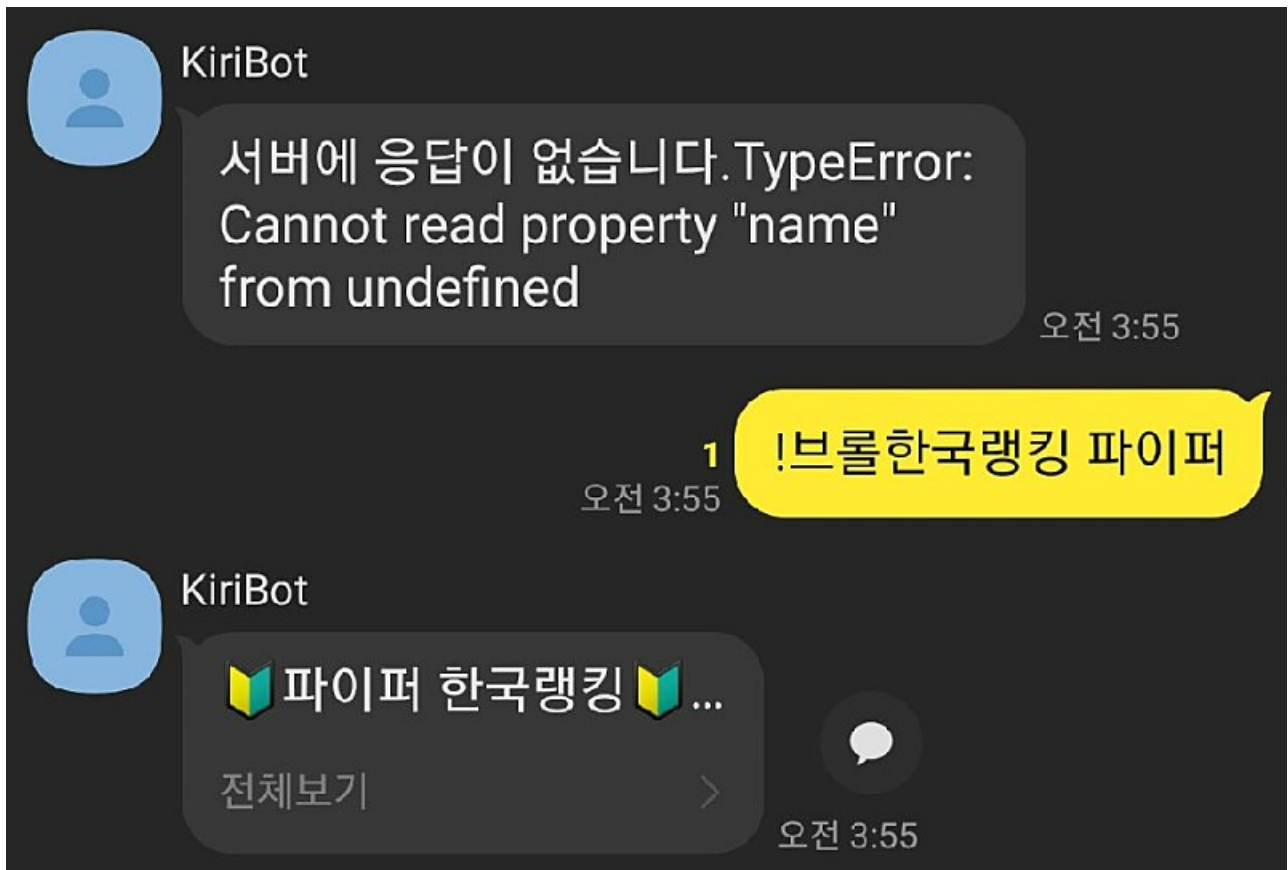 KiriBot
서버에 응답이 없습니다.TypeError:
Cannot read property "name"
from undefined
오전 3:55
!브롤한국랭킹 파이퍼
1
오전 3:55
KiriBot
🔰파이퍼 한국랭킹🔰...
전체보기
오전 3:55